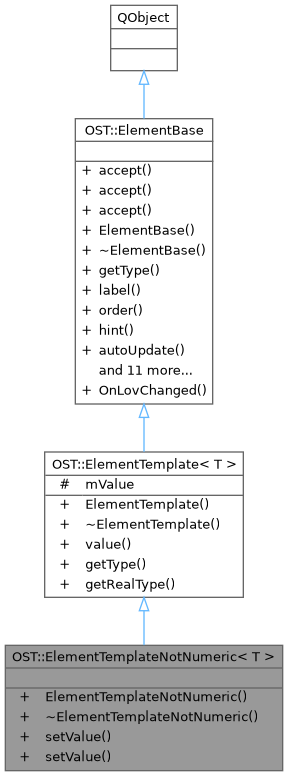 QObject
OST::ElementBase
+ accept()
+ accept()
+ accept()
+ ElementBase()
+ ~ElementBase()
+ getType()
+ label()
+ order()
+ hint()
+ autoUpdate()
and 11 more...
+ OnLovChanged()
OST::ElementTemplate< T >
# mValue
+ ElementTemplate()
+ ~ElementTemplate()
+ value()
+ getType()
+ getRealType()
OST::ElementTemplateNotNumeric< T >
+ ElementTemplateNotNumeric()
+ ~ElementTemplateNotNumeric()
+ setValue()
+ setValue()